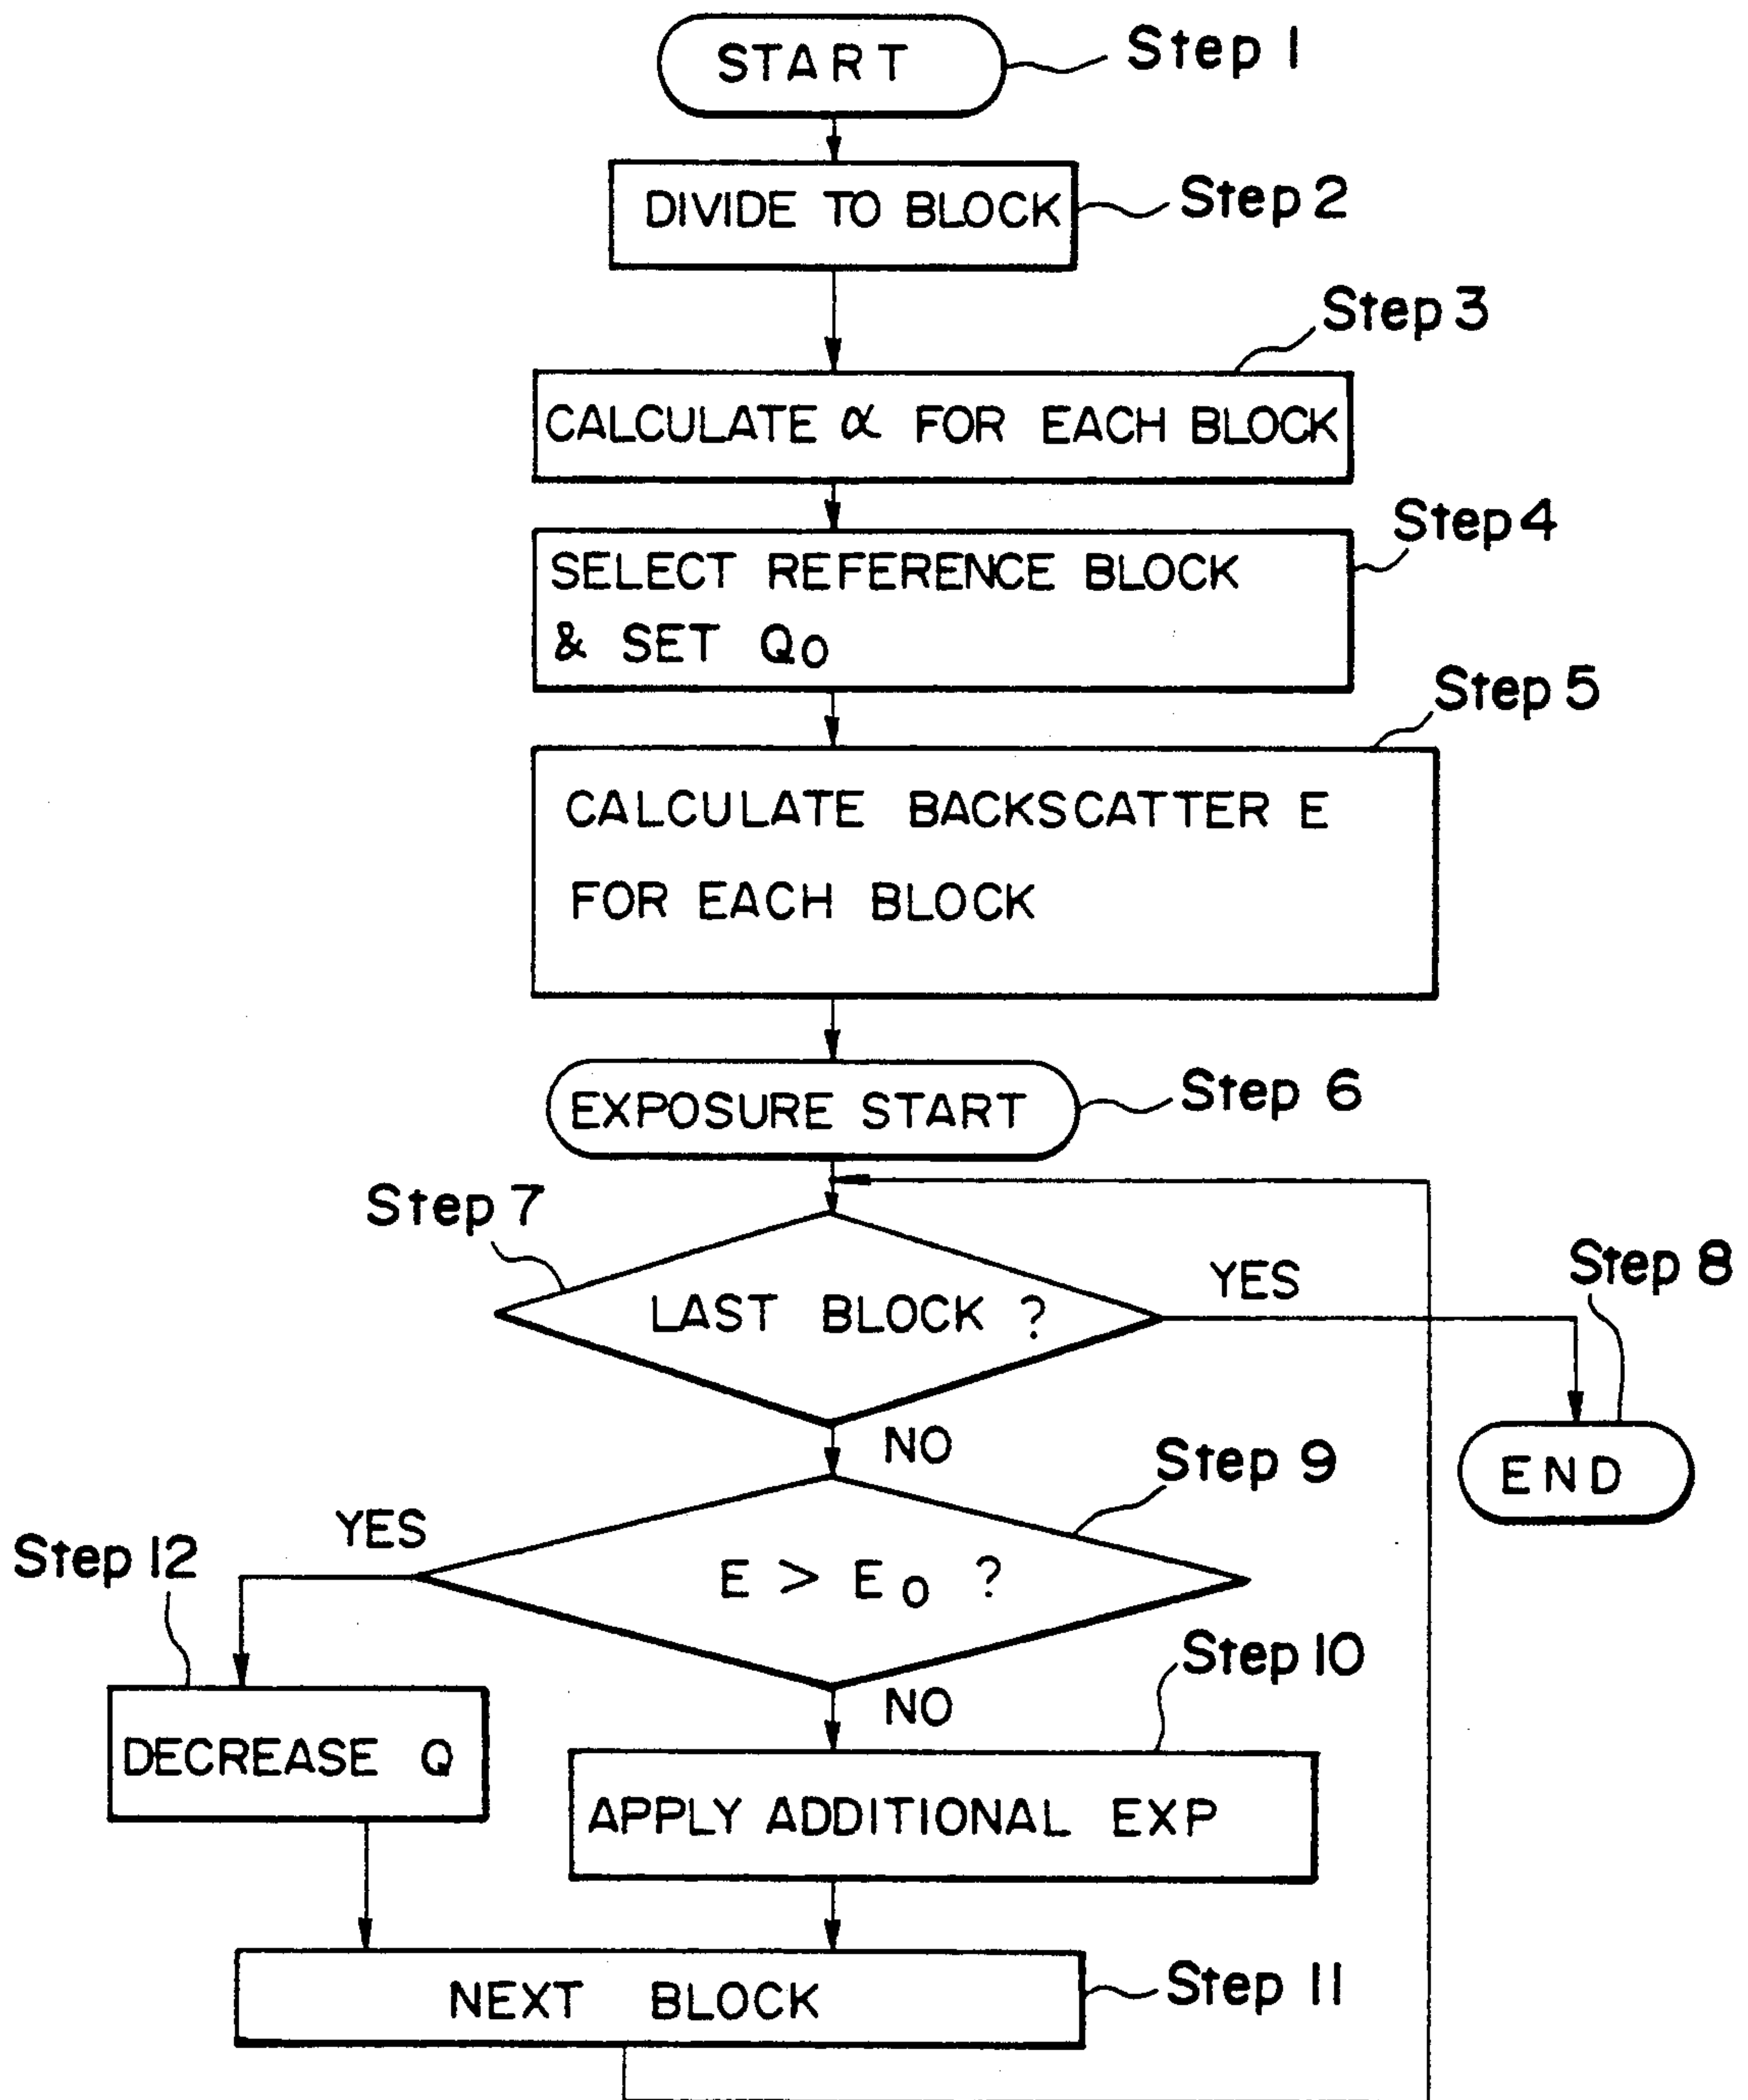 START
Step 1
DIVIDE TO BLOCK
Step 2
Step 3
CALCULATE α FOR EACH BLOCK
Step 4
SELECT REFERENCE BLOCK
& SET Q0
Step 5
CALCULATE BACKSCATTER E
FOR EACH BLOCK
EXPOSURE START
Step 6
Step 7
LAST BLOCK ?
YES
Step 8
END
NO
Step 9
YES
Step 12
E > E0 ?
Step 10
NO
DECREASE Q
APPLY ADDITIONAL EXP
NEXT BLOCK
Step 11